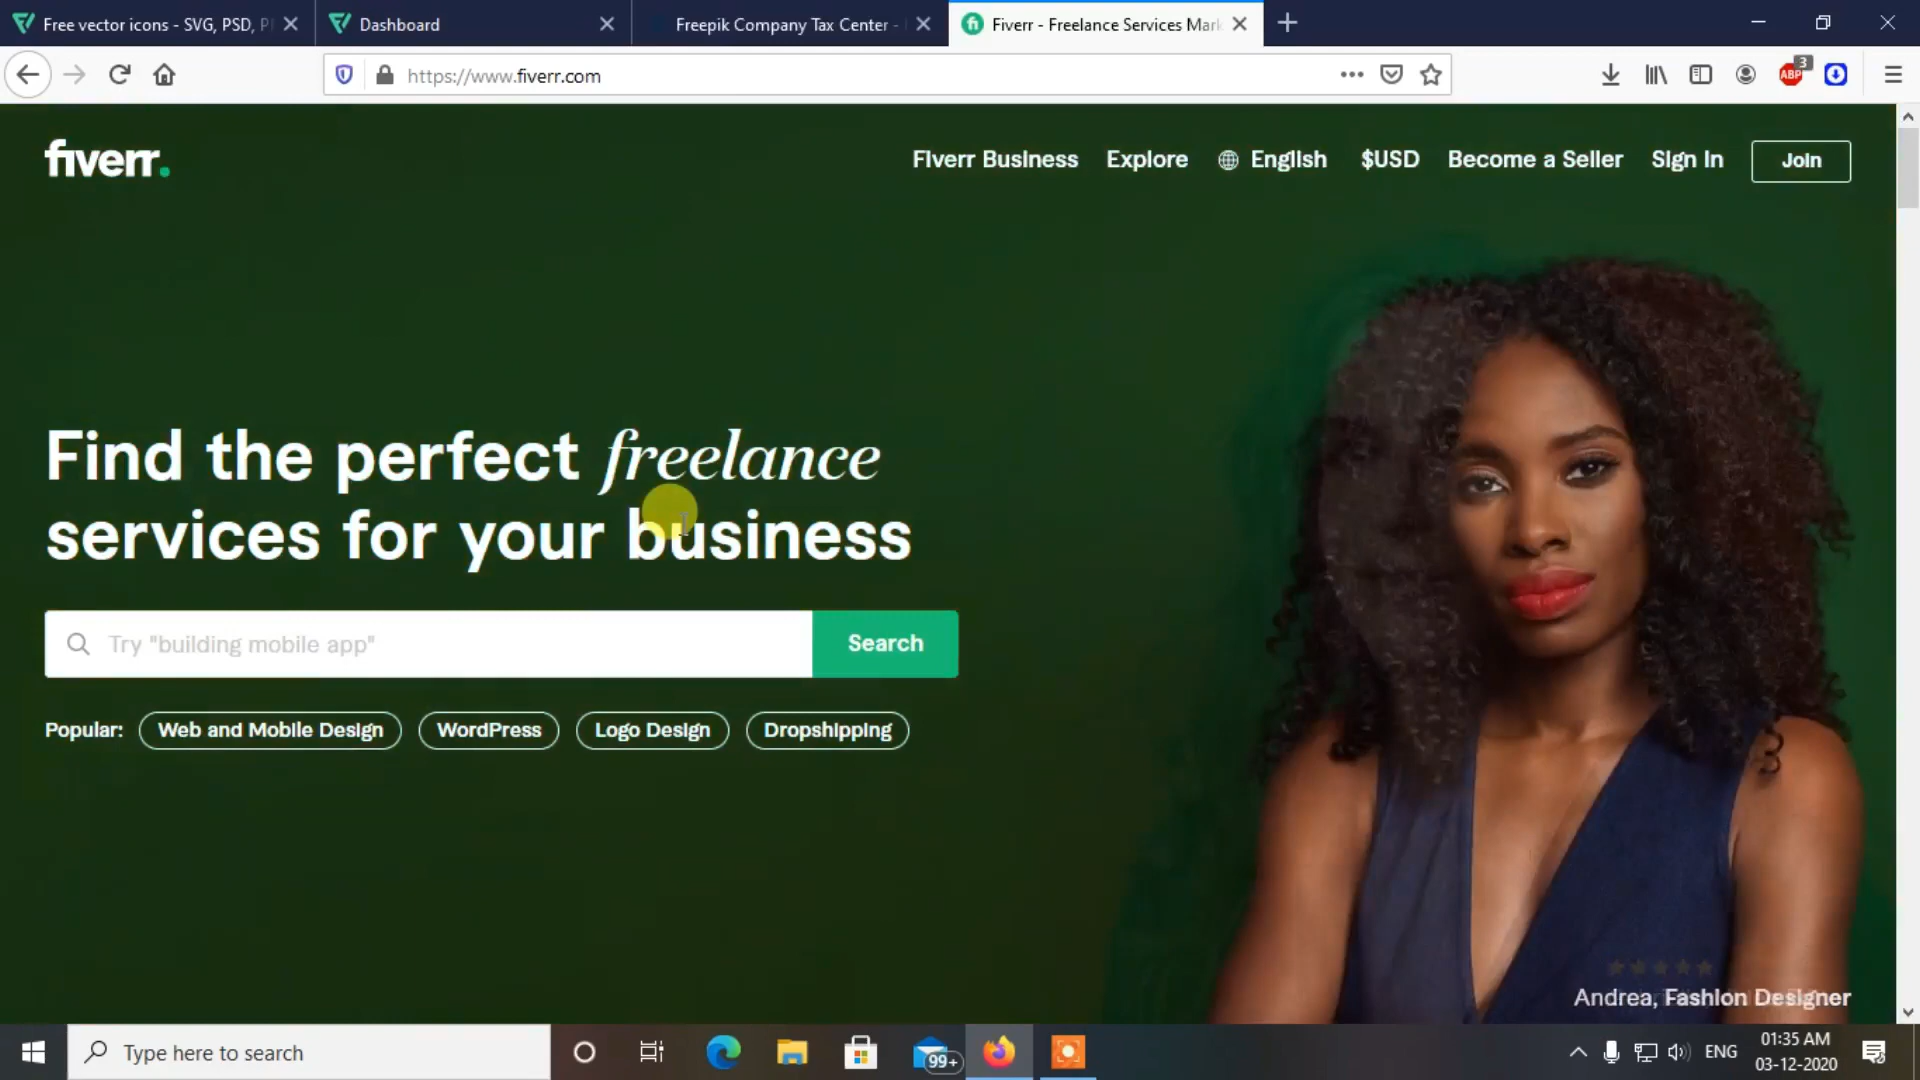 Free vector icons - SVG, PSD, P
Dashboard
Freepik Company Tax Center -
Fiverr - Freelance Services Mark
https://www.fiverr.com
ABP
3
fiverr.
Fiverr Business
Explore
English
$USD
Become a Seller
Sign In
Join
Find the perfect freelance
services for your business
Try "building mobile app"
Search
Popular:
Web and Mobile Design
WordPress
Logo Design
Dropshipping
Andrea, Fashion Designer
Type here to search
99+
ENG
01:35 AM
03-12-2020